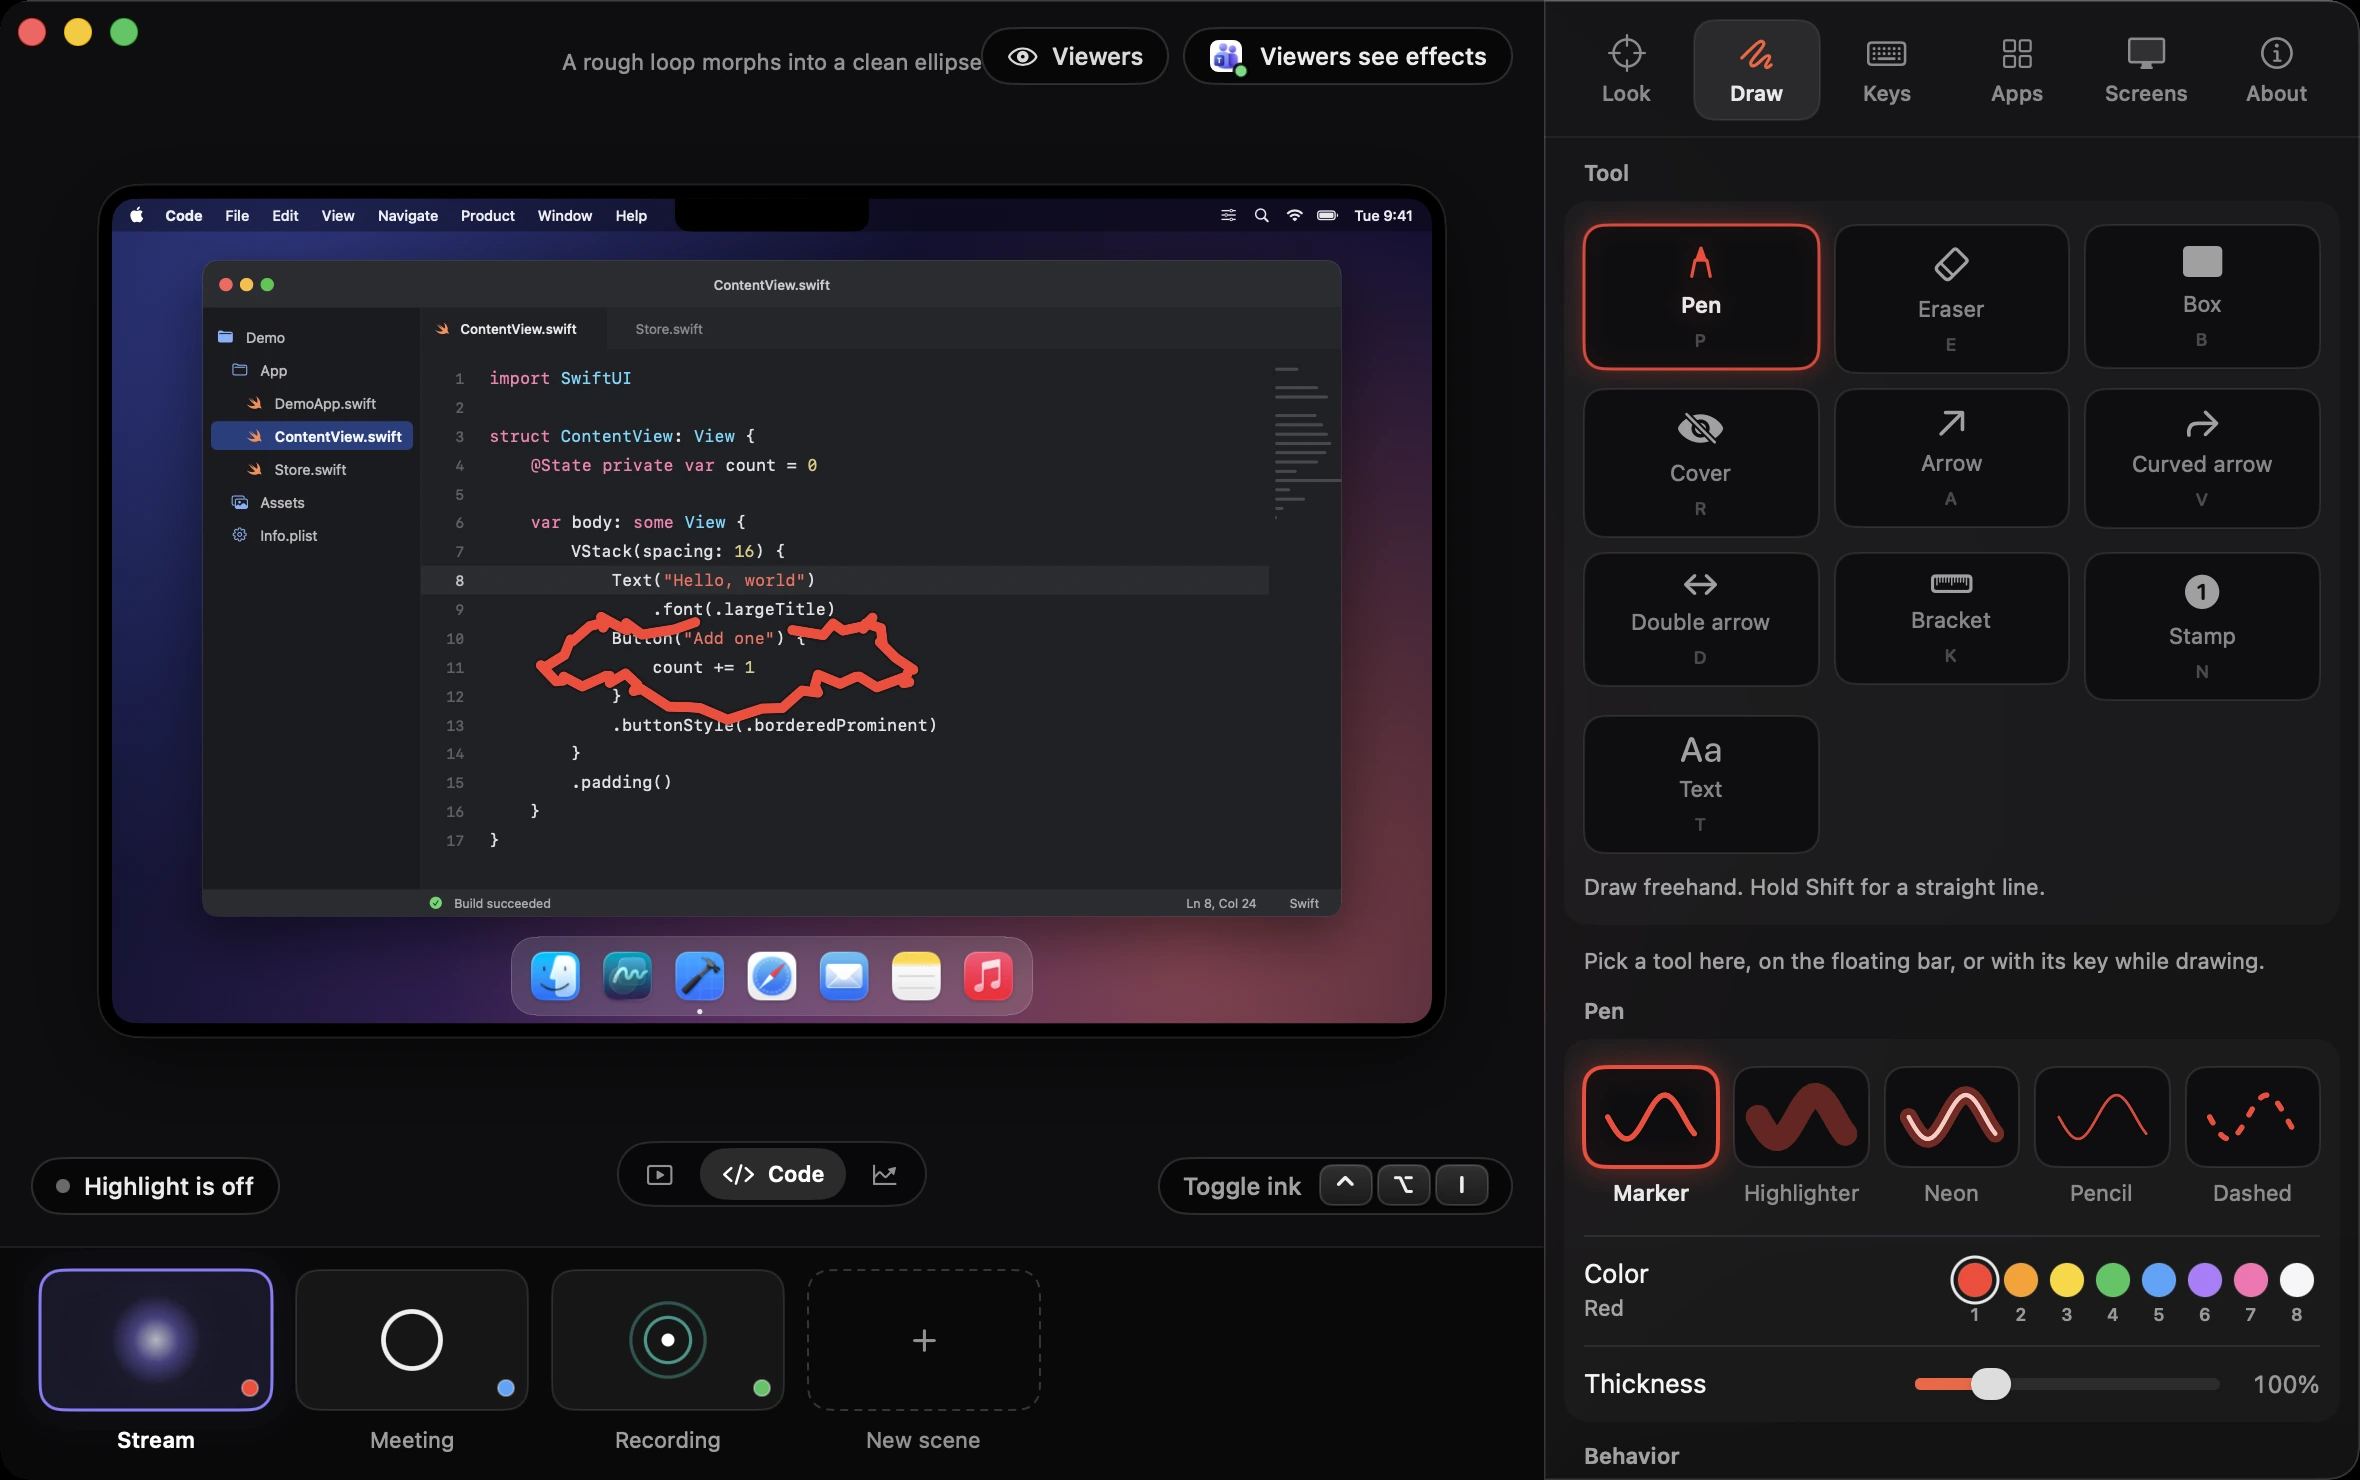 A rough loop morphs into a clean ellipse
Viewers
Viewers see effects
Look
Draw
Keys
Apps
Screens
About
Code File Edit View Navigate Product Window Help
Tue 9:41
ContentView.swift
Demo
App
DemoApp.swift
ContentView.swift
Store.swift
Assets
Info.plist
ContentView.swift
Store.swift
1 import SwiftUI
2
3 struct ContentView: View {
4 @State private var count = 0
5
6 var body: some View {
7 VStack(spacing: 16) {
8 Text("Hello, world")
9 .font(.largeTitle)
10 Button("Add one") {
11 count += 1
12 }
13 .buttonStyle(.borderedProminent)
14 }
15 .padding()
16 }
17 }
Build succeeded
Ln 8, Col 24
Swift
Highlight is off
</> Code
Toggle ink ⌃ ⌥ I
Stream
Meeting
Recording
+
New scene
Tool
Pen
P
Eraser
E
Box
B
Cover
R
Arrow
A
Curved arrow
V
Double arrow
D
Bracket
K
1
Stamp
N
Aa
Text
T
Draw freehand. Hold Shift for a straight line.
Pick a tool here, on the floating bar, or with its key while drawing.
Pen
Marker
Highlighter
Neon
Pencil
Dashed
Color
Red
1 2 3 4 5 6 7 8
Thickness
100%
Behavior